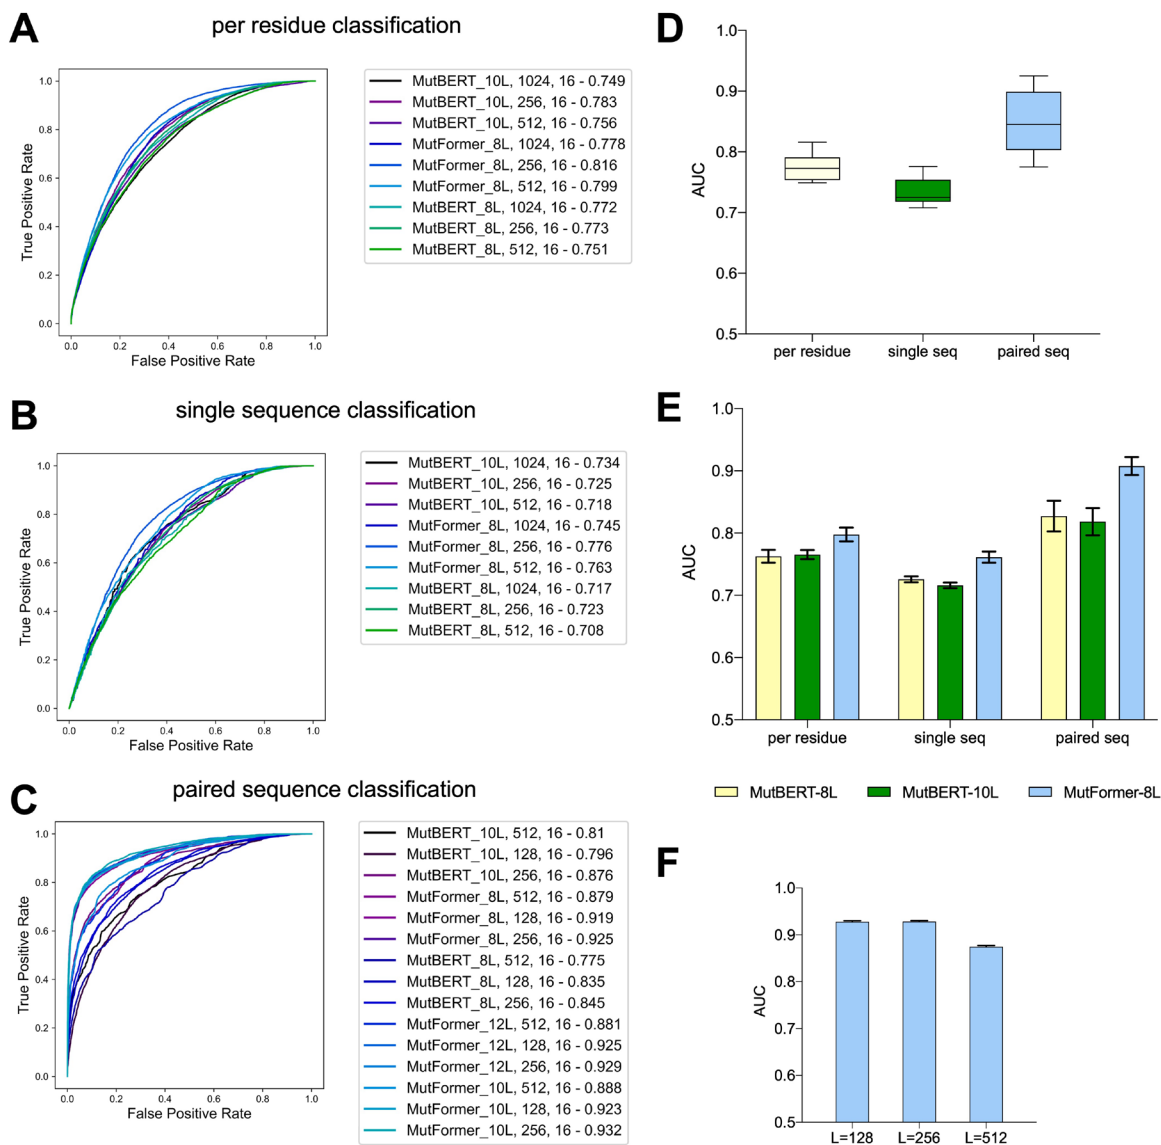 A
per residue classification
True Positive Rate
1.0
0.8
0.6
0.4
0.2
0.0
0.0 0.2 0.4 0.6 0.8 1.0
False Positive Rate
MutBERT_10L, 1024, 16 - 0.749
MutBERT_10L, 256, 16 - 0.783
MutBERT_10L, 512, 16 - 0.756
MutFormer_8L, 1024, 16 - 0.778
MutFormer_8L, 256, 16 - 0.816
MutFormer_8L, 512, 16 - 0.799
MutBERT_8L, 1024, 16 - 0.772
MutBERT_8L, 256, 16 - 0.773
MutBERT_8L, 512, 16 - 0.751
B
single sequence classification
True Positive Rate
1.0
0.8
0.6
0.4
0.2
0.0
0.0 0.2 0.4 0.6 0.8 1.0
False Positive Rate
MutBERT_10L, 1024, 16 - 0.734
MutBERT_10L, 256, 16 - 0.725
MutBERT_10L, 512, 16 - 0.718
MutFormer_8L, 1024, 16 - 0.745
MutFormer_8L, 256, 16 - 0.776
MutFormer_8L, 512, 16 - 0.763
MutBERT_8L, 1024, 16 - 0.717
MutBERT_8L, 256, 16 - 0.723
MutBERT_8L, 512, 16 - 0.708
C
paired sequence classification
True Positive Rate
1.0
0.8
0.6
0.4
0.2
0.0
0.0 0.2 0.4 0.6 0.8 1.0
False Positive Rate
MutBERT_10L, 512, 16 - 0.81
MutBERT_10L, 128, 16 - 0.796
MutBERT_10L, 256, 16 - 0.876
MutFormer_8L, 512, 16 - 0.879
MutFormer_8L, 128, 16 - 0.919
MutFormer_8L, 256, 16 - 0.925
MutBERT_8L, 512, 16 - 0.775
MutBERT_8L, 128, 16 - 0.835
MutBERT_8L, 256, 16 - 0.845
MutFormer_12L, 512, 16 - 0.881
MutFormer_12L, 128, 16 - 0.925
MutFormer_12L, 256, 16 - 0.929
MutFormer_10L, 512, 16 - 0.888
MutFormer_10L, 128, 16 - 0.923
MutFormer_10L, 256, 16 - 0.932
D
AUC
1.0
0.9
0.8
0.7
0.6
0.5
per residue single seq paired seq
E
AUC
1.0
0.9
0.8
0.7
0.6
0.5
per residue single seq paired seq
MutBERT-8L MutBERT-10L MutFormer-8L
F
AUC
1.0
0.9
0.8
0.7
0.6
0.5
L=128 L=256 L=512